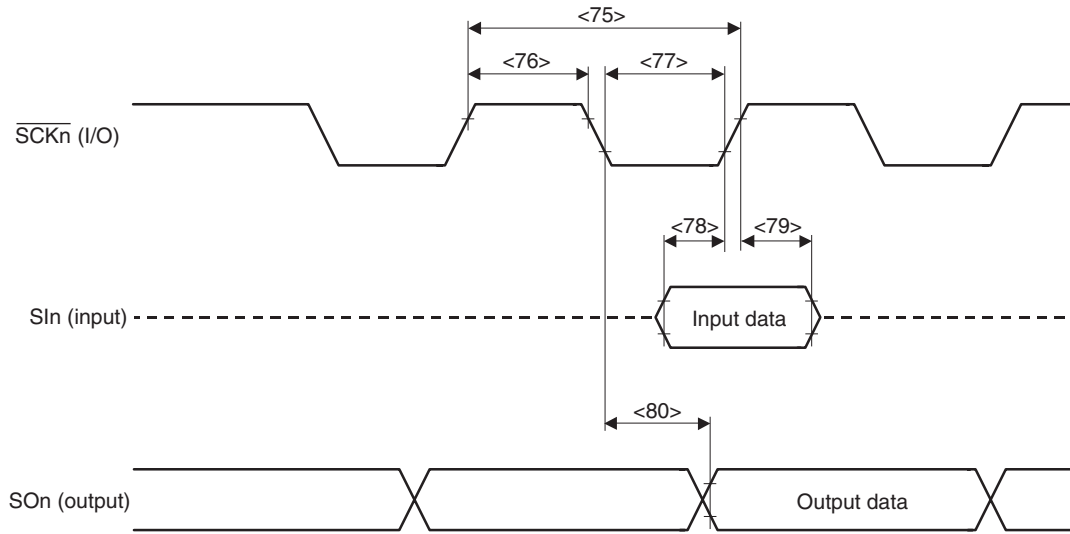 <75>
<76>
<77>
SCKn (I/O)
<78>
<79>
SIn (input)
Input data
<80>
SOn (output)
Output data